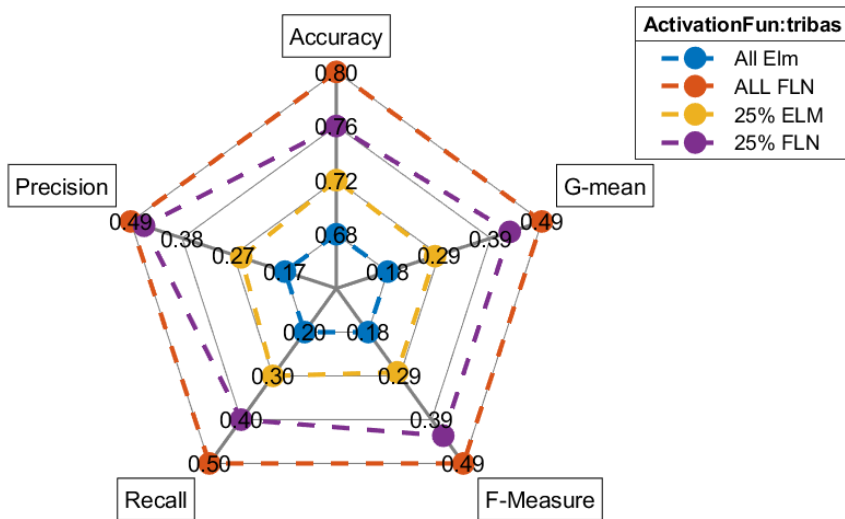 ActivationFun:tribas
All Elm
ALL FLN
25% ELM
25% FLN
Accuracy
0.80
0.76
0.72
0.68
Precision
0.49
0.38
0.27
0.17
G-mean
0.49
0.39
0.29
0.18
0.20
0.30
0.40
0.50
Recall
0.18
0.29
0.39
0.49
F-Measure